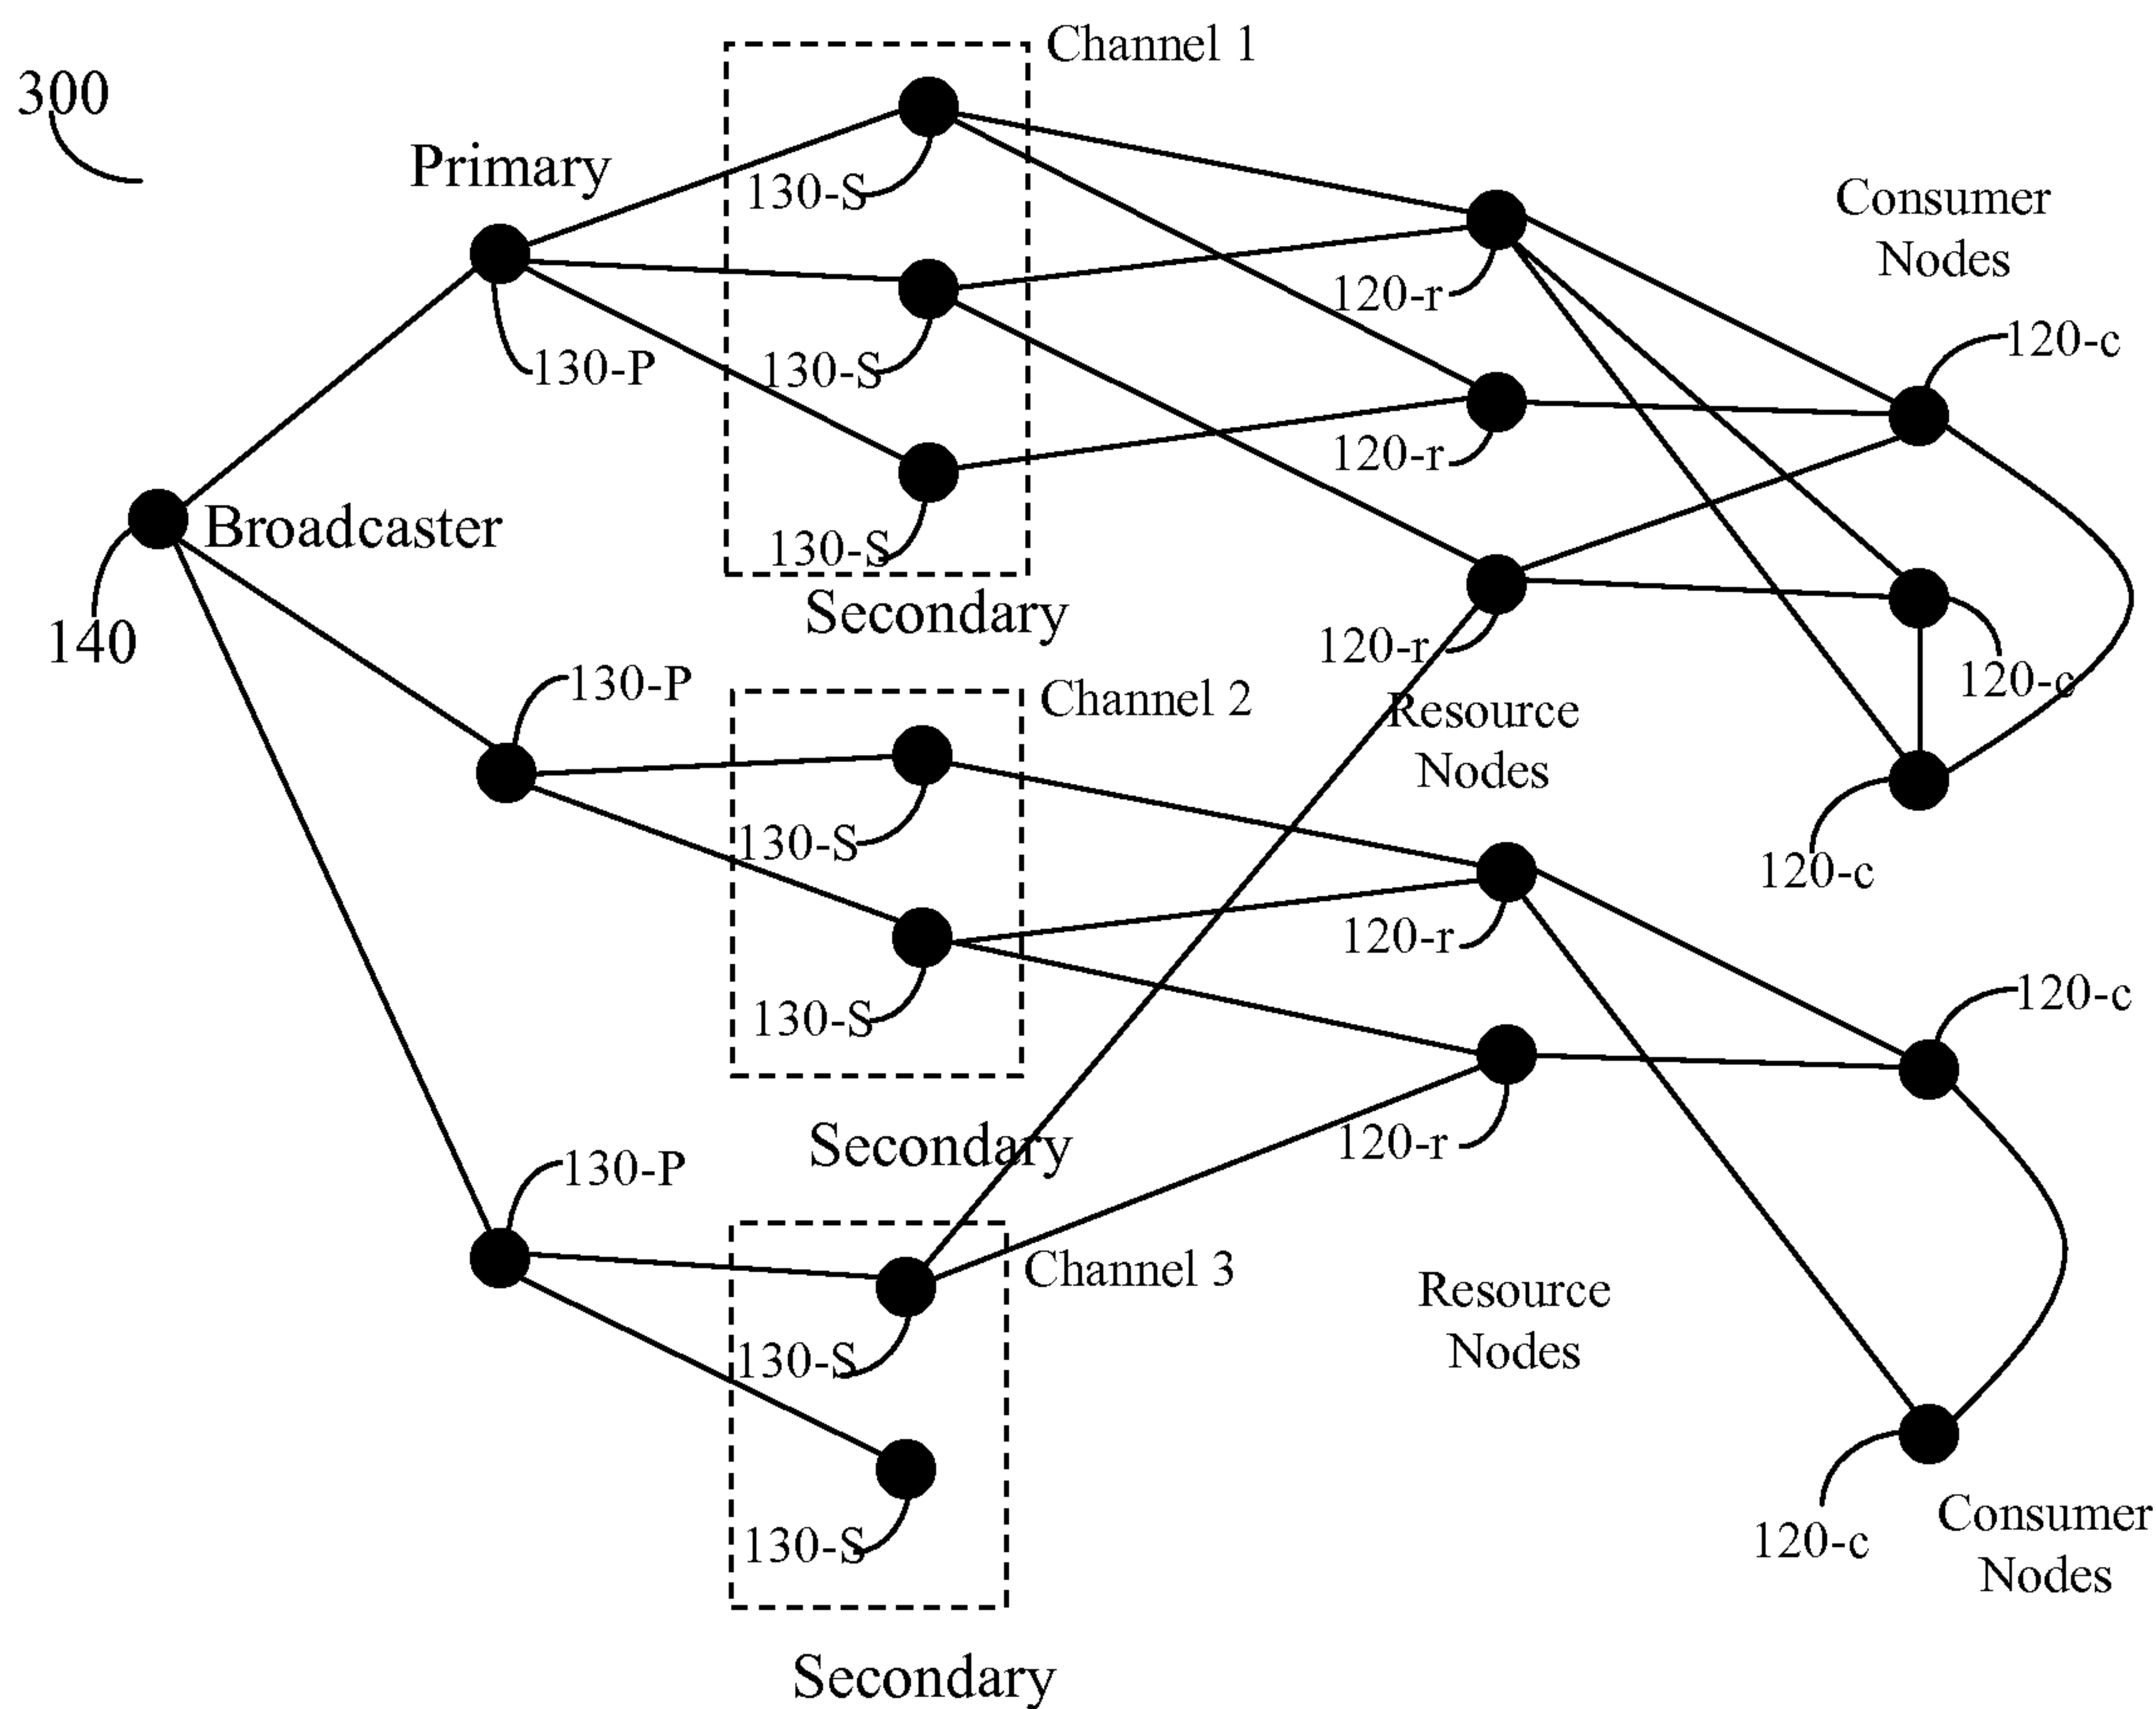 Channel 1
300
Primary
130-S
Consumer
Nodes
120-r
120-c
130-S
130-P
120-r
Broadcaster
130-S
Secondary
140
120-r
120-c
130-P
Channel 2
Resource
Nodes
130-S
120-c
120-r
120-c
130-S
Secondary
120-r
130-P
Channel 3
Resource
Nodes
130-S
120-c
Consumer
Nodes
130-S
Secondary